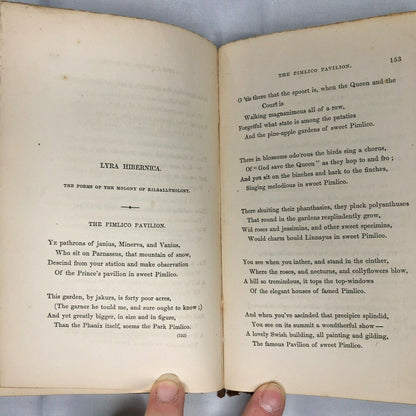 LYRA HIBERNICA.
THE POEMS OF THE MOLONY OF KILBALLYMOLONY.
THE PIMLICO PAVILION.
YE pathrons of janius, Minerva, and Vanius,
Who sit on Parnassus, that mountain of snow,
Descend from your station and make observation
Of the Prince's pavilion in sweet Pimlico.
This garden, by jakurs, is forty poor acres,
(The garner he tould me, and sure ought to know;)
And yet greatly bigger, in size and in figure,
Than the Phanix itself, seems the Park Pimlico.
(152)
THE PIMLICO PAVILION.
153
O 'tis there that the spoort is, when the Queen and the
Court is
Walking magnanimous all of a row,
Forgetful what state is among the pataties
And the pine-apple gardens of sweet Pimlico.
There in blossoms odo'rous the birds sing a chorus,
Of "God save the Queen" as they hop to and fro;
And you sit on the binches and hark to the finches,
Singing melodious in sweet Pimlico.
There shuiting their phanthasies, they pluck polyanthuses
That round in the gardens resplindently grow,
Wid roses and jessimins, and other sweet specimins,
Would charm bould Linnayus in sweet Pimlico.
You see when you inther, and stand in the cinther,
Where the roses, and necturns, and collyflowers blow,
A hill so tremindous, it tops the top-windows
Of the elegant houses of famed Pimlico.
And when you've ascinded that precipice splindid,
You see on its summit a wondtherful show—
A lovely Swish building, all painting and gilding,
The famous Pavilion of sweet Pimlico.